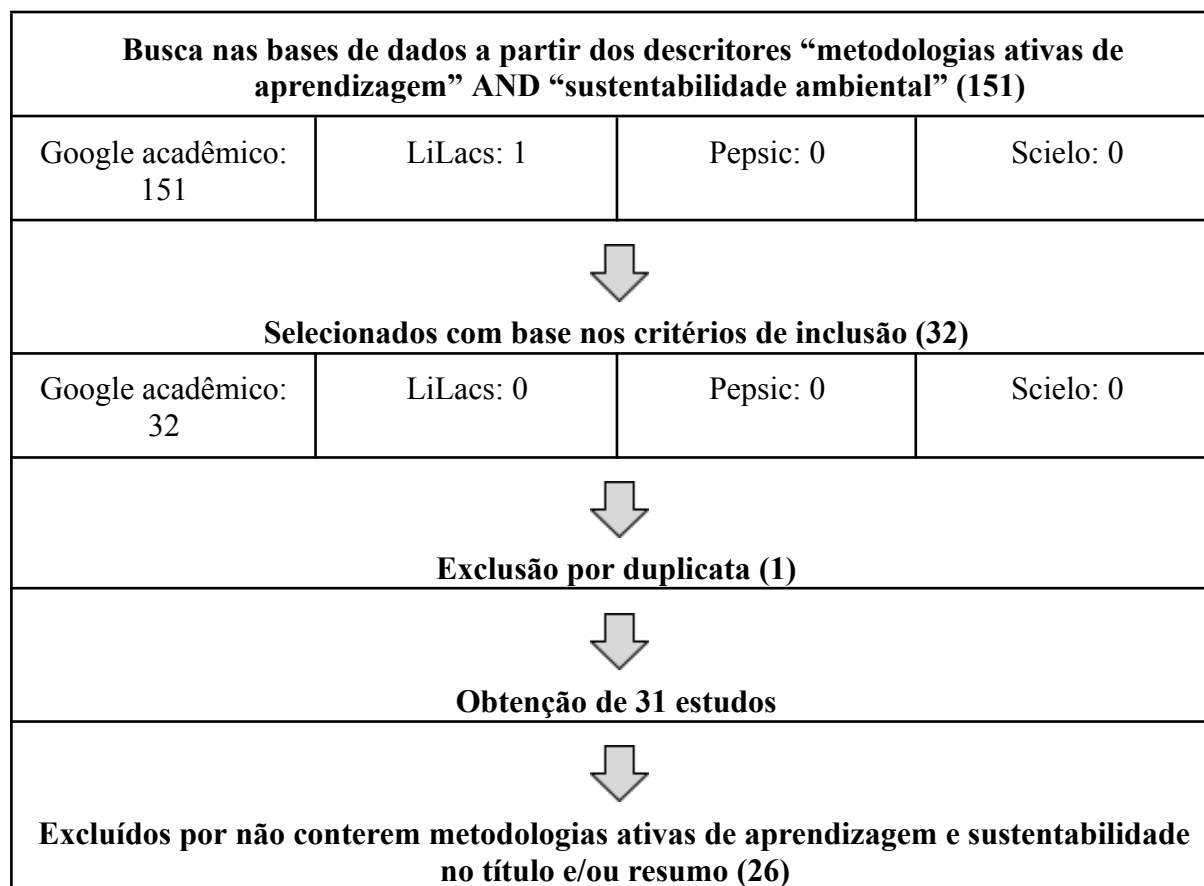 Busca nas bases de dados a partir dos descritores “metodologias ativas de
aprendizagem” AND “sustentabilidade ambiental” (151)
Google acadêmico:
151
LiLacs: 1
Pepsic: 0
Scielo: 0
Selecionados com base nos critérios de inclusão (32)
Google acadêmico:
32
LiLacs: 0
Pepsic: 0
Scielo: 0
Exclusão por duplicata (1)
Obtenção de 31 estudos
Excluídos por não conterem metodologias ativas de aprendizagem e sustentabilidade
no título e/ou resumo (26)